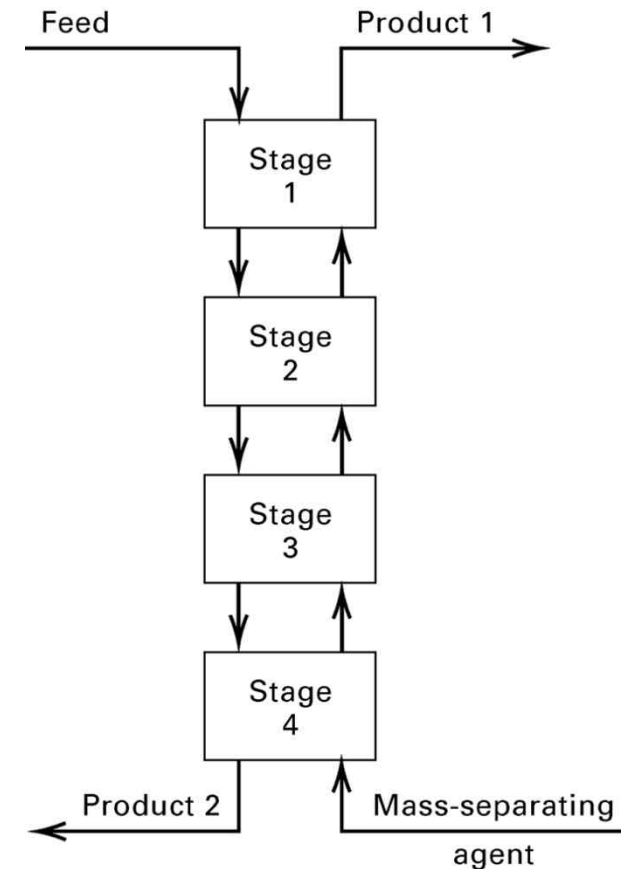 Feed
Product 1
Stage
1
Stage
2
Stage
3
Stage
4
Product 2
Mass-separating
agent